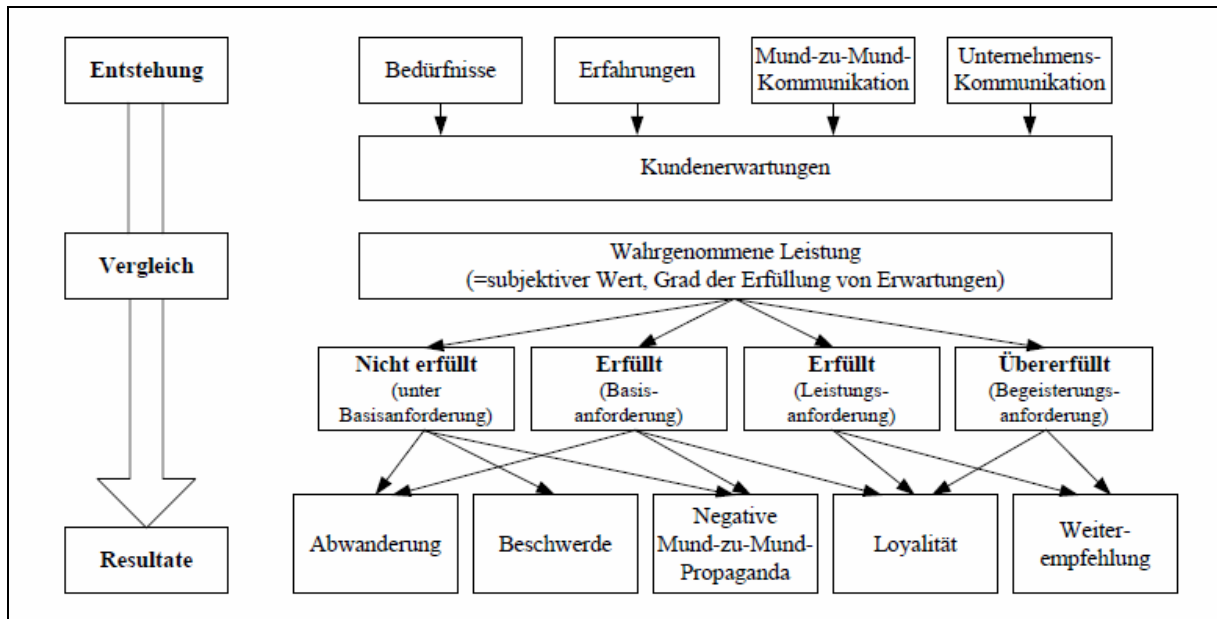 Entstehung
Bedürfnisse
Erfahrungen
Mund-zu-Mund-
Kommunikation
Unternehmens-
Kommunikation
Kundenerwartungen
Vergleich
Wahrgenommene Leistung
(=subjektiver Wert, Grad der Erfüllung von Erwartungen)
Nicht erfüllt
(unter
Basisanforderung)
Erfüllt
(Basis-
anforderung)
Erfüllt
(Leistungs-
anforderung)
Übererfüllt
(Begeisterungs-
anforderung)
Resultate
Abwanderung
Beschwerde
Negative
Mund-zu-Mund-
Propaganda
Loyalität
Weiter-
empfehlung